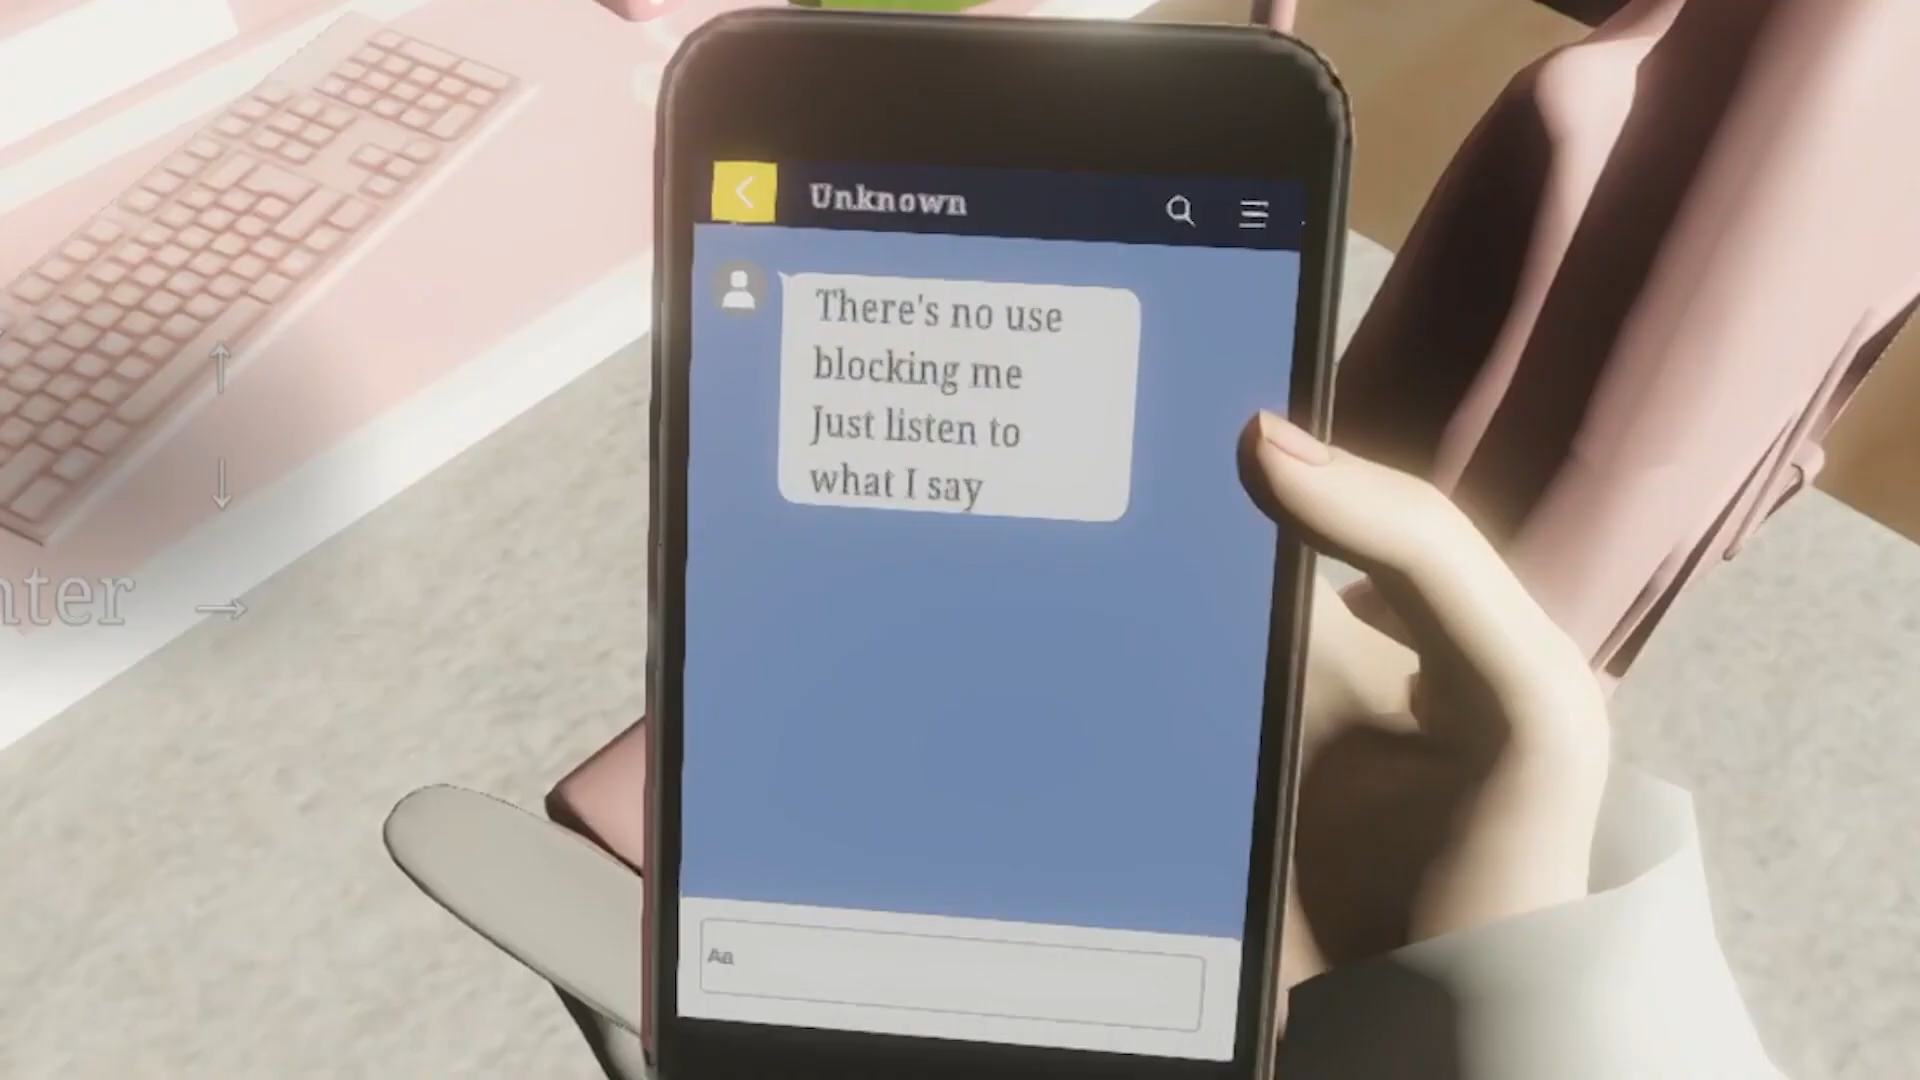 Unknown
There's no use
blocking me
Just listen to
what I say
Aa
nter →
↑
↓